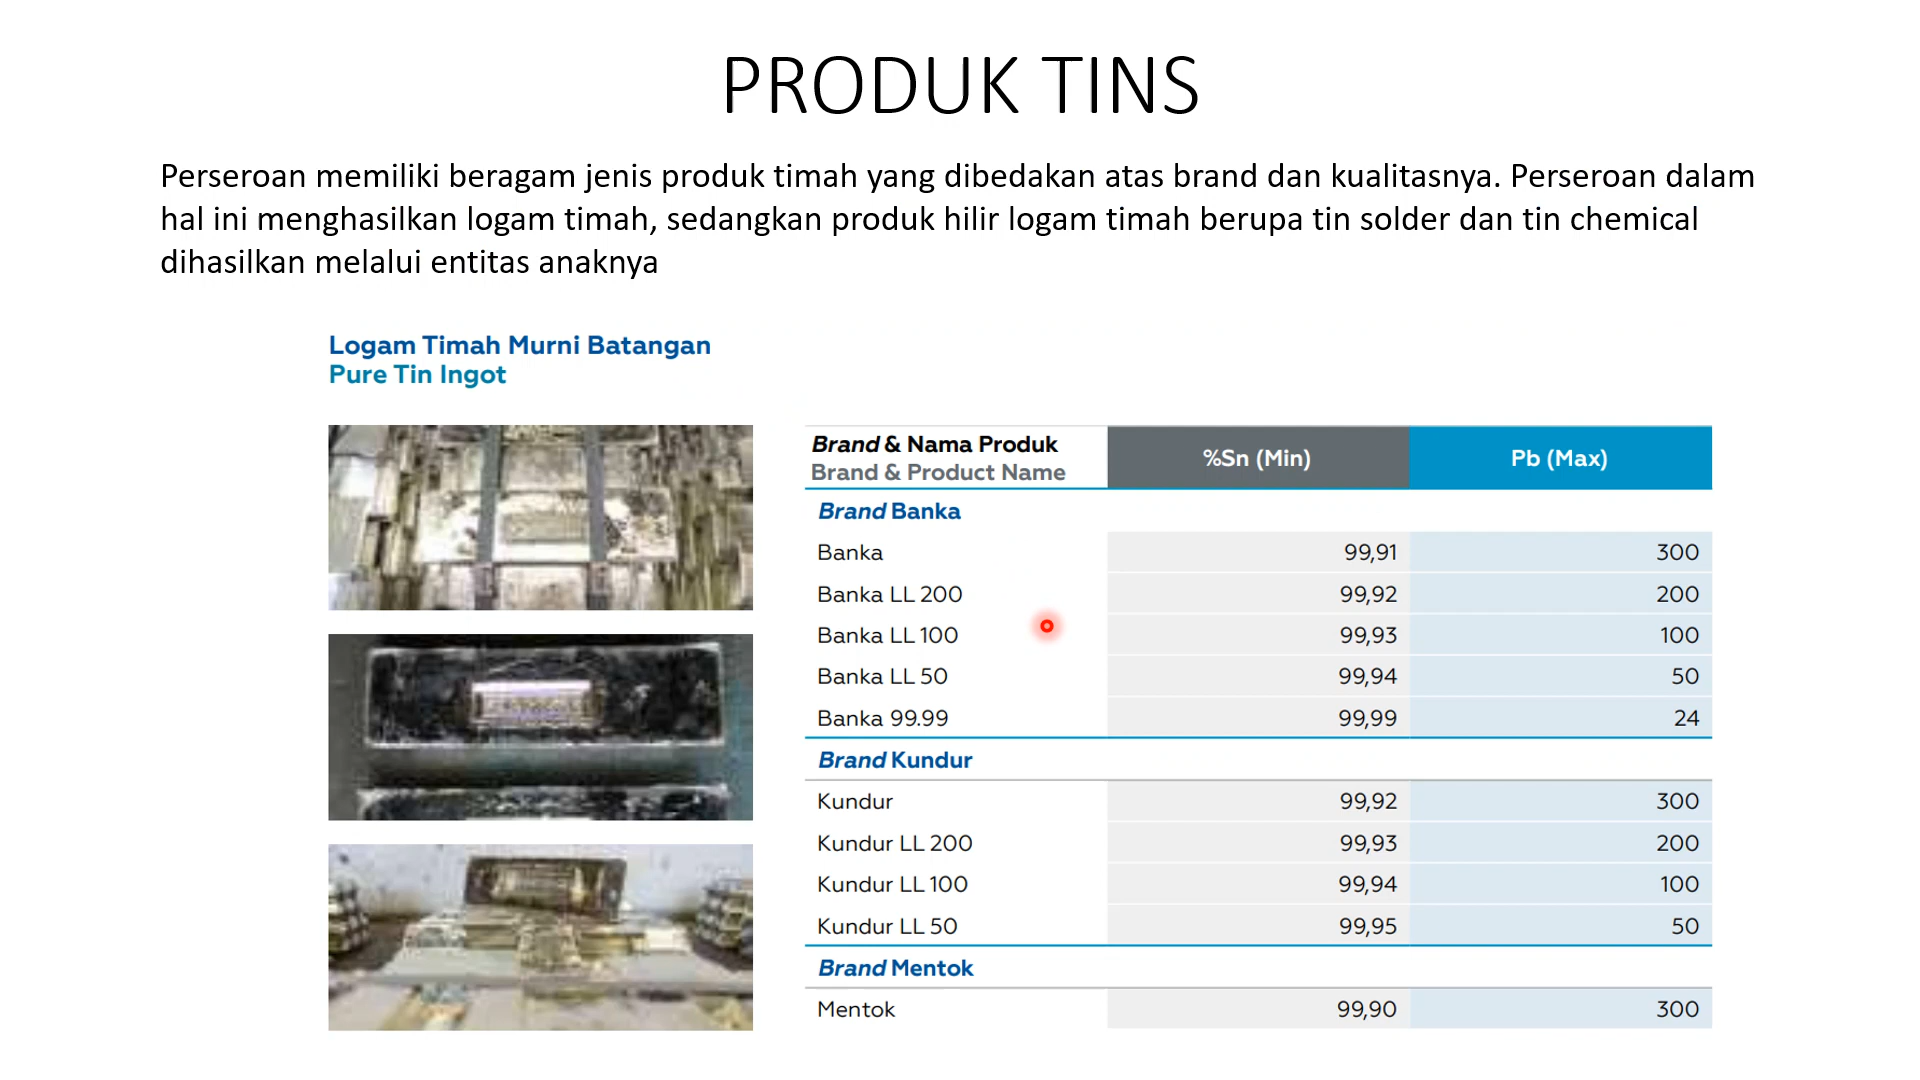 PRODUK TINS
Perseroan memiliki beragam jenis produk timah yang dibedakan atas brand dan kualitasnya. Perseroan dalam
hal ini menghasilkan logam timah, sedangkan produk hilir logam timah berupa tin solder dan tin chemical
dihasilkan melalui entitas anaknya
Logam Timah Murni Batangan
Pure Tin Ingot
Brand & Nama Produk
Brand & Product Name
%Sn (Min)
Pb (Max)
Brand Banka
Banka 99,91 300
Banka LL 200 99,92 200
Banka LL 100 99,93 100
Banka LL 50 99,94 50
Banka 99.99 99,99 24
Brand Kundur
Kundur 99,92 300
Kundur LL 200 99,93 200
Kundur LL 100 99,94 100
Kundur LL 50 99,95 50
Brand Mentok
Mentok 99,90 300